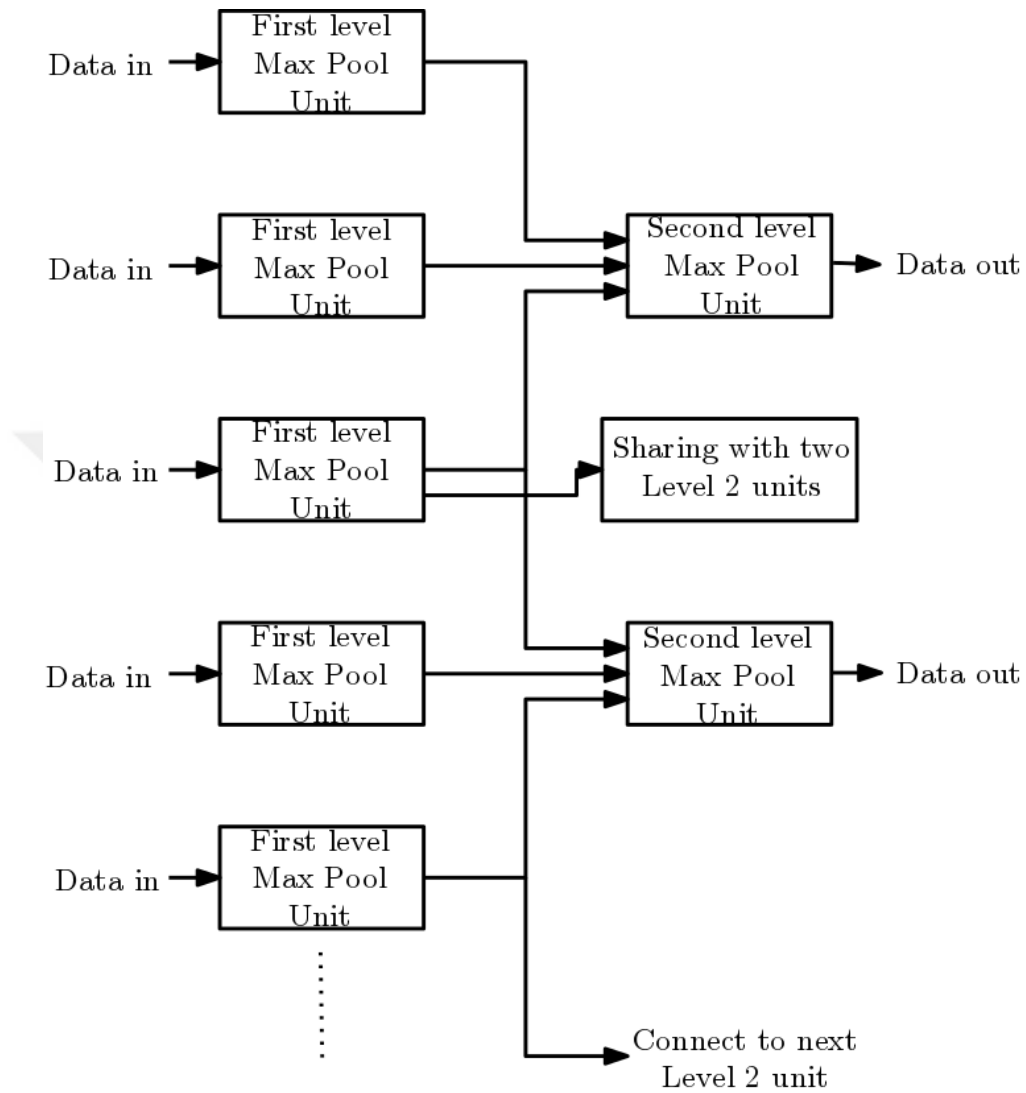 First level
Max Pool
Unit
Data in
First level
Max Pool
Unit
Data in
Second level
Max Pool
Unit
Data out
First level
Max Pool
Unit
Data in
Sharing with two
Level 2 units
First level
Max Pool
Unit
Data in
Second level
Max Pool
Unit
Data out
First level
Max Pool
Unit
Data in
Connect to next
Level 2 unit